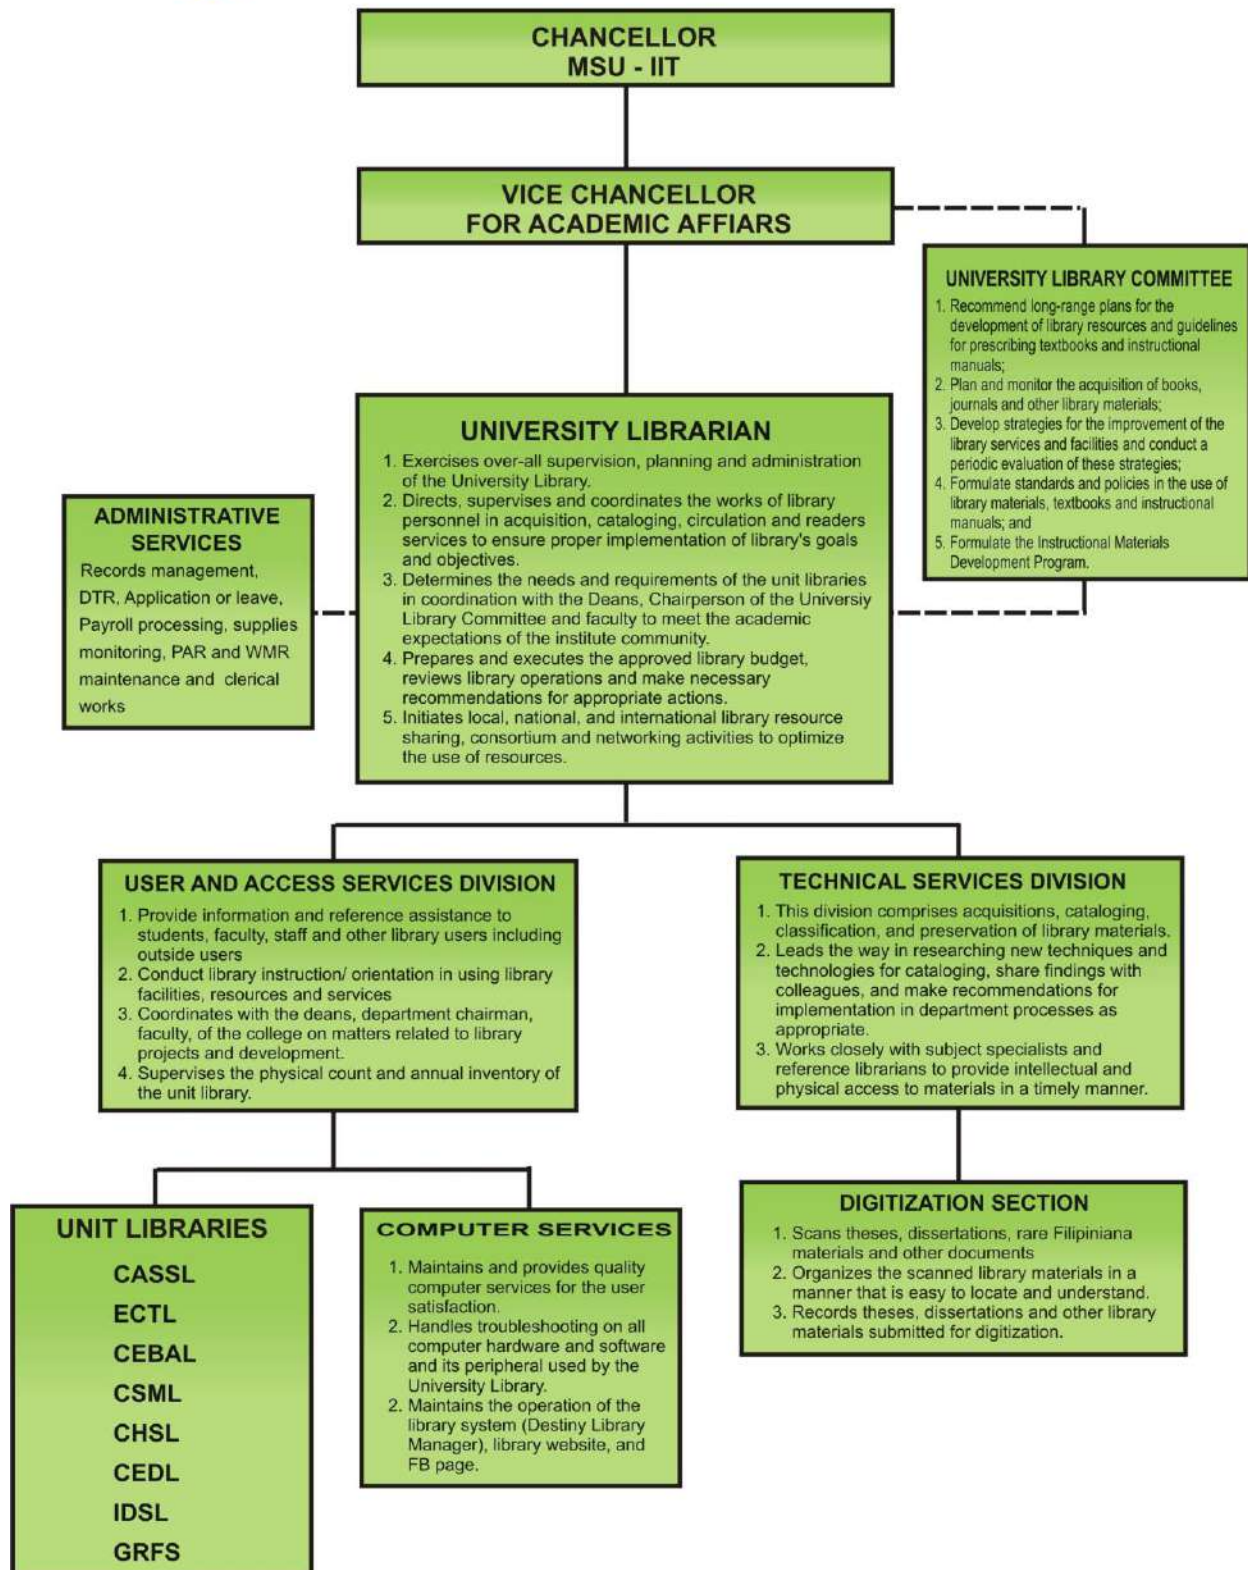 CHANCELLOR
MSU - IIT
VICE CHANCELLOR
FOR ACADEMIC AFFIARS
UNIVERSITY LIBRARY COMMITTEE
1. Recommend long-range plans for the
development of library resources and guidelines
for prescribing textbooks and instructional
manuals;
2. Plan and monitor the acquisition of books,
journals and other library materials;
3. Develop strategies for the improvement of the
library services and facilities and conduct a
periodic evaluation of these strategies;
4. Formulate standards and policies in the use of
library materials, textbooks and instructional
manuals; and
5. Formulate the Instructional Materials
Development Program.
UNIVERSITY LIBRARIAN
1. Exercises over-all supervision, planning and administration
of the University Library.
2. Directs, supervises and coordinates the works of library
personnel in acquisition, cataloging, circulation and readers
services to ensure proper implementation of library's goals
and objectives.
3. Determines the needs and requirements of the unit libraries
in coordination with the Deans, Chairperson of the Universiy
Library Committee and faculty to meet the academic
expectations of the institute community.
4. Prepares and executes the approved library budget,
reviews library operations and make necessary
recommendations for appropriate actions.
5. Initiates local, national, and international library resource
sharing, consortium and networking activities to optimize
the use of resources.
ADMINISTRATIVE
SERVICES
Records management,
DTR, Application or leave,
Payroll processing, supplies
monitoring, PAR and WMR
maintenance and clerical
works
USER AND ACCESS SERVICES DIVISION
1. Provide information and reference assistance to
students, faculty, staff and other library users including
outside users
2. Conduct library instruction/ orientation in using library
facilities, resources and services
3. Coordinates with the deans, department chairman,
faculty, of the college on matters related to library
projects and development.
4. Supervises the physical count and annual inventory of
the unit library.
TECHNICAL SERVICES DIVISION
1. This division comprises acquisitions, cataloging,
classification, and preservation of library materials.
2. Leads the way in researching new techniques and
technologies for cataloging, share findings with
colleagues, and make recommendations for
implementation in department processes as
appropriate.
3. Works closely with subject specialists and
reference librarians to provide intellectual and
physical access to materials in a timely manner.
UNIT LIBRARIES
CASSL
ECTL
CEBAL
CSML
CHSL
CEDL
IDSL
GRFS
COMPUTER SERVICES
1. Maintains and provides quality
computer services for the user
satisfaction.
2. Handles troubleshooting on all
computer hardware and software
and its peripheral used by the
University Library.
2. Maintains the operation of the
library system (Destiny Library
Manager), library website, and
FB page.
DIGITIZATION SECTION
1. Scans theses, dissertations, rare Filipiniana
materials and other documents
2. Organizes the scanned library materials in a
manner that is easy to locate and understand.
3. Records theses, dissertations and other library
materials submitted for digitization.